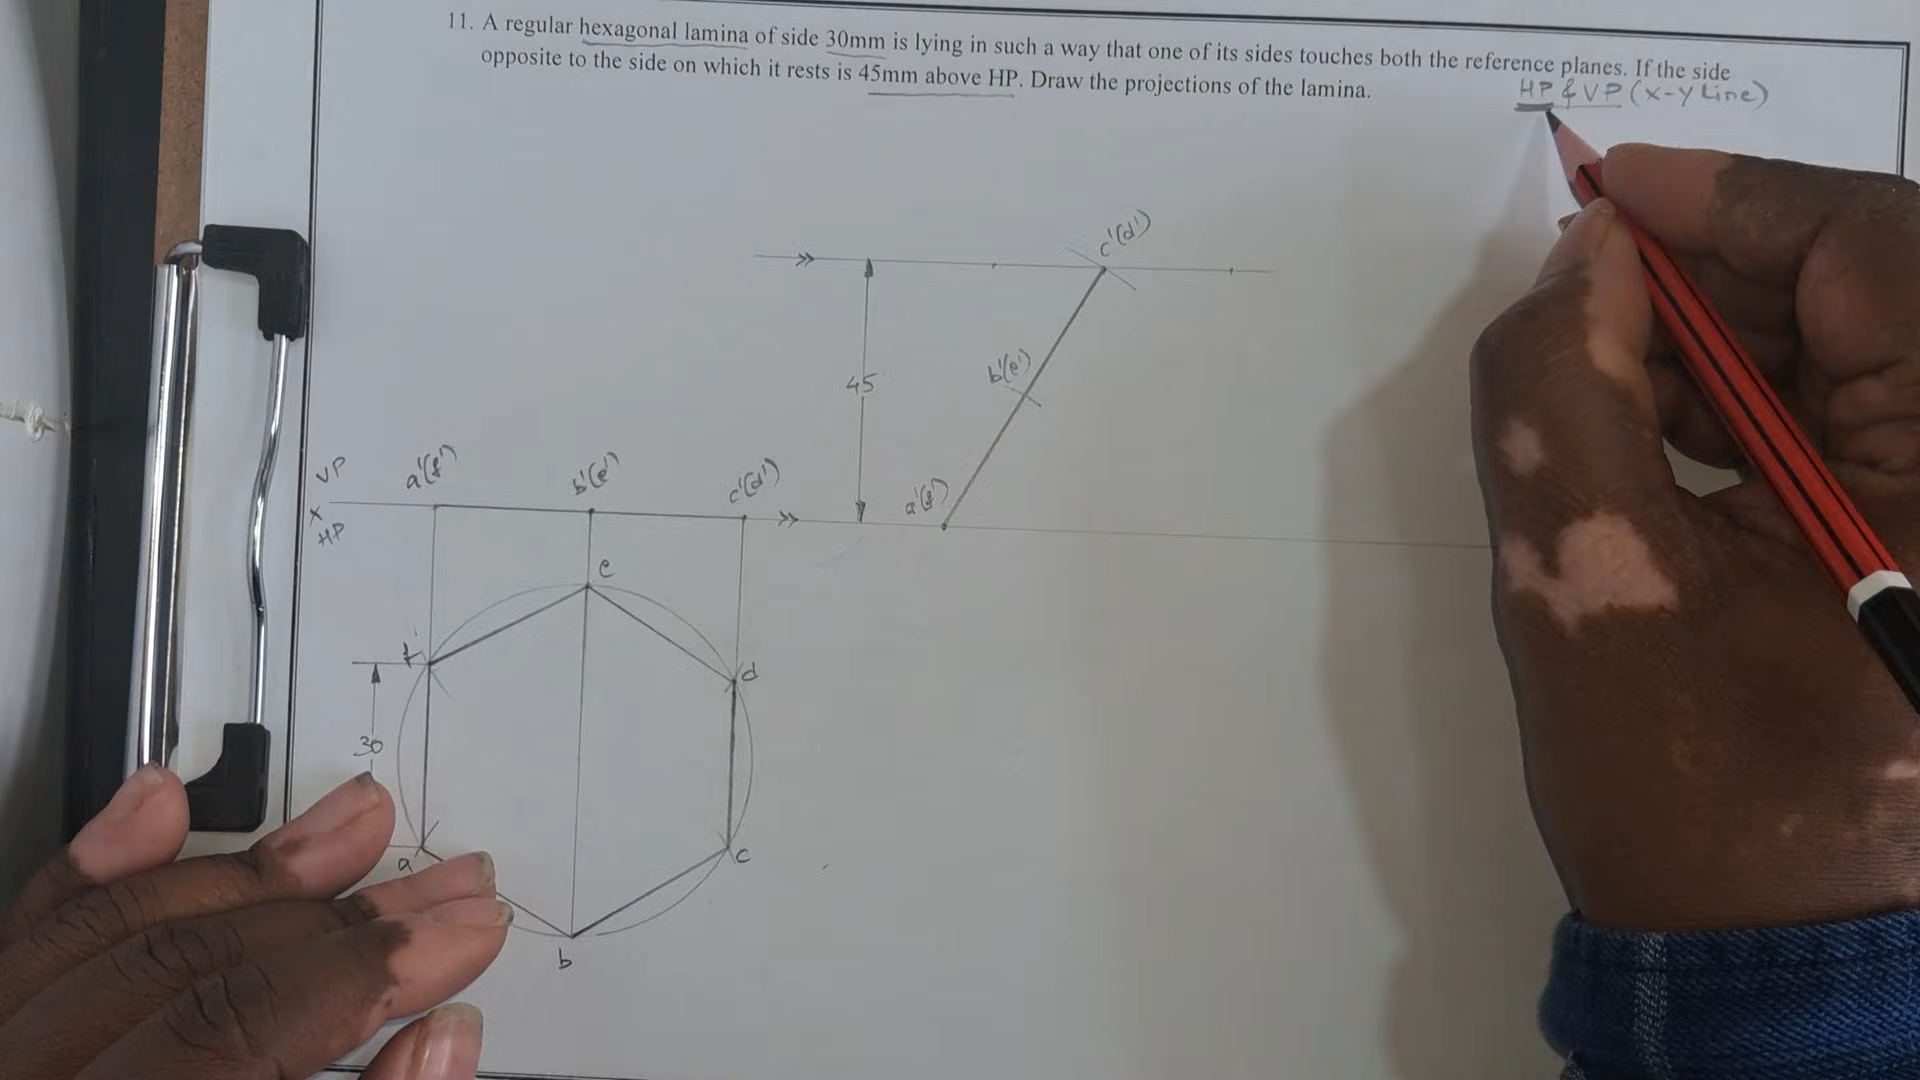 11. A regular hexagonal lamina of side 30mm is lying in such a way that one of its sides touches both the reference planes. If the side
opposite to the side on which it rests is 45mm above HP. Draw the projections of the lamina.
HP & VP (x-y Line)
c'(d')
b'(e')
45
a'(f')
VP
x
HP
a'(f')
b'(e')
c'(d')
e
f
d
30
a
c
b